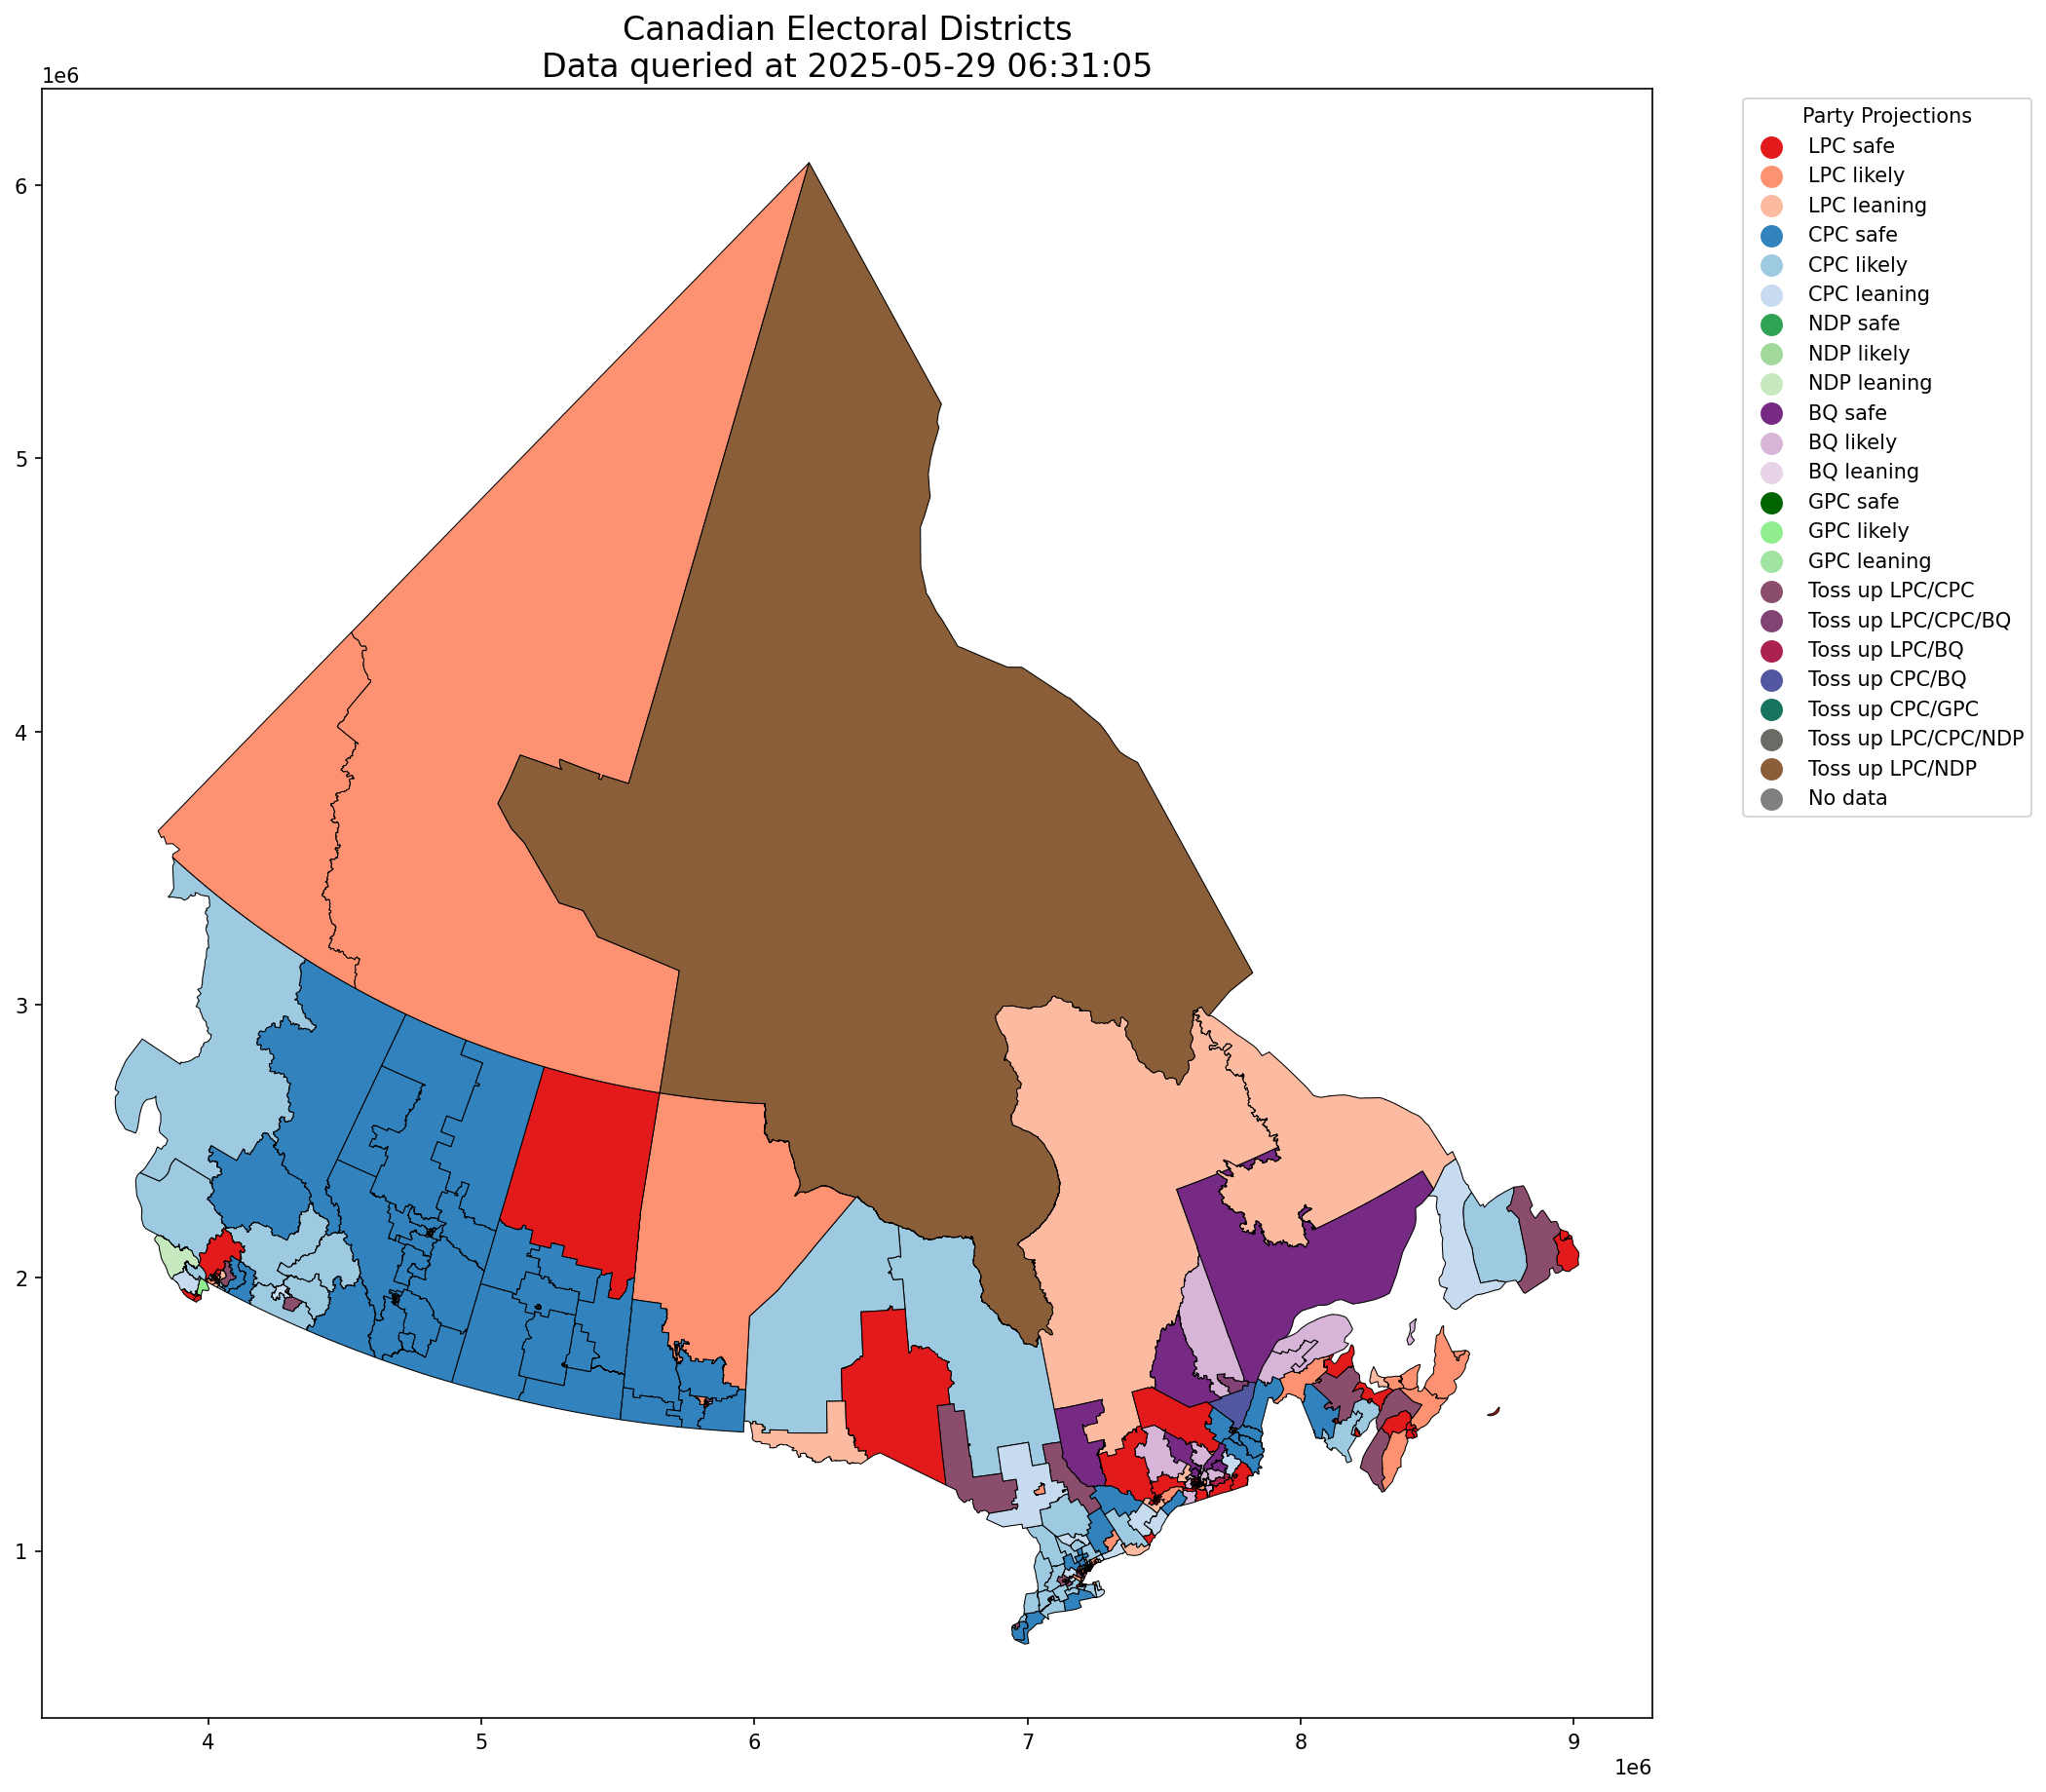 Canadian Electoral Districts
Data queried at 2025-05-29 06:31:05
1e6
6
5
4
3
2
1
4
5
6
7
8
9
1e6
Party Projections
LPC safe
LPC likely
LPC leaning
CPC safe
CPC likely
CPC leaning
NDP safe
NDP likely
NDP leaning
BQ safe
BQ likely
BQ leaning
GPC safe
GPC likely
GPC leaning
Toss up LPC/CPC
Toss up LPC/CPC/BQ
Toss up LPC/BQ
Toss up CPC/BQ
Toss up CPC/GPC
Toss up LPC/CPC/NDP
Toss up LPC/NDP
No data